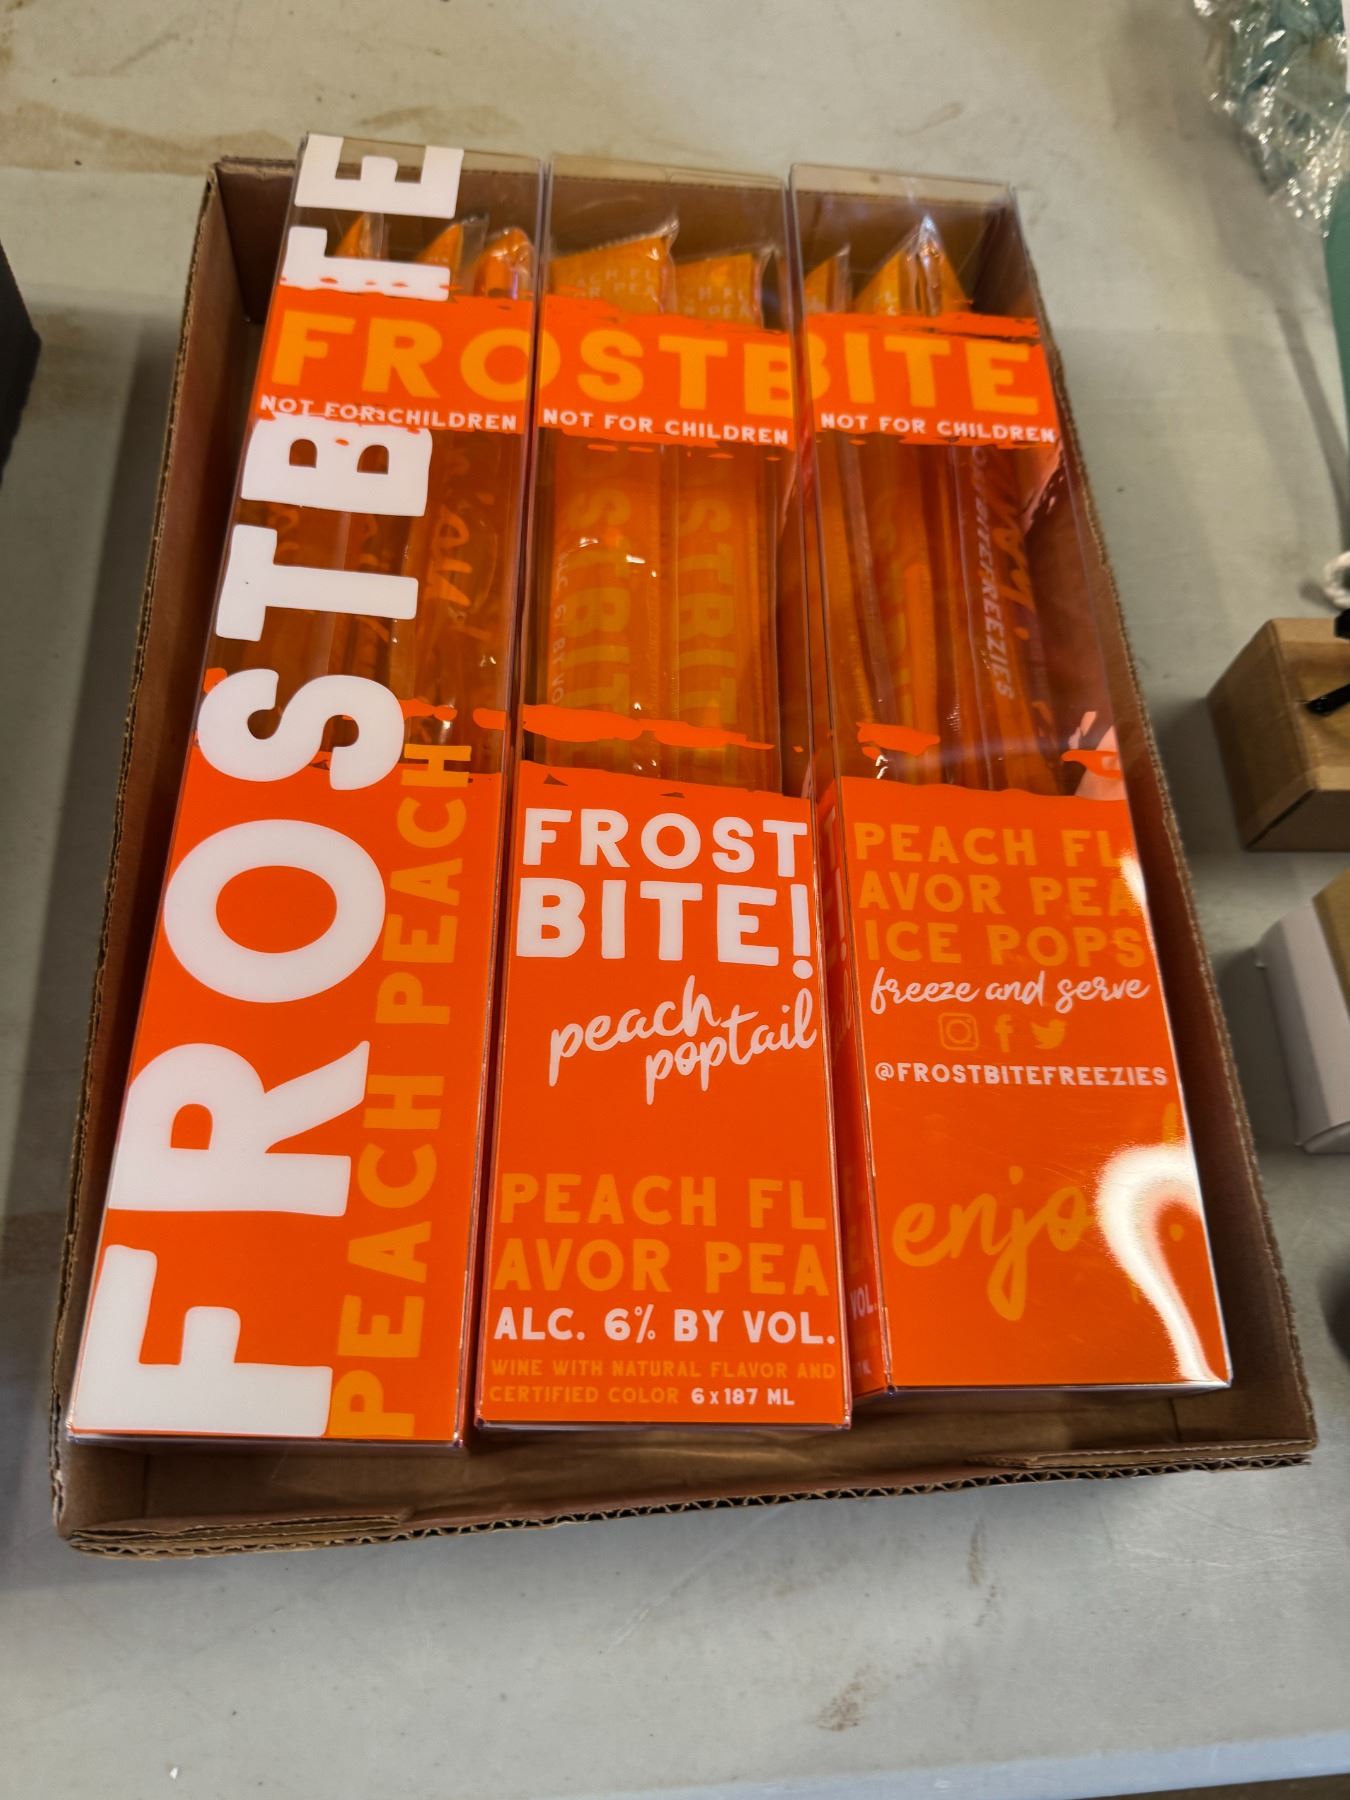 FROSTBITE
FROSTBITE
NOT FOR CHILDREN
NOT FOR CHILDREN
NOT FOR CHILDREN
PEACH PEACH PEACH
FROST
BITE!
peach
poptail
PEACH FL
AVOR PEA
ALC. 6% BY VOL.
WINE WITH NATURAL FLAVOR AND
CERTIFIED COLOR 6 x 187 ML
PEACH FL
AVOR PEA
ICE POPS
freeze and serve
@FROSTBITEFREEZIES
VOL.